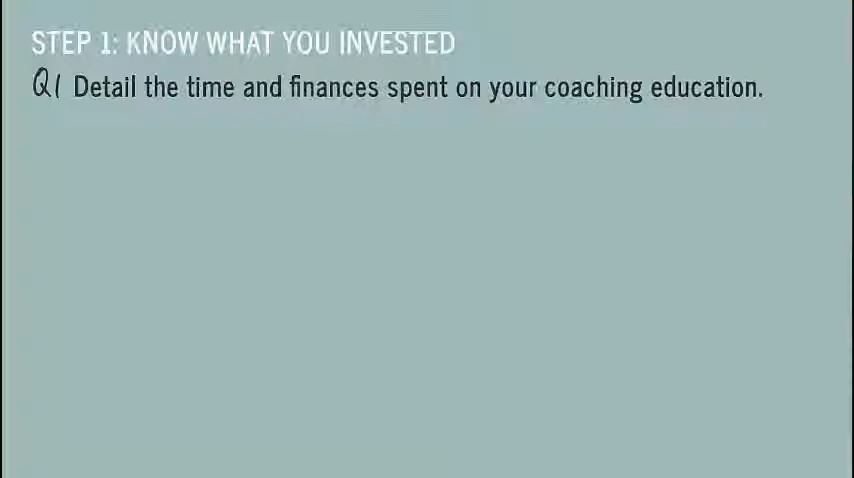 STEP 1: KNOW WHAT YOU INVESTED
Q1 Detail the time and finances spent on your coaching education.